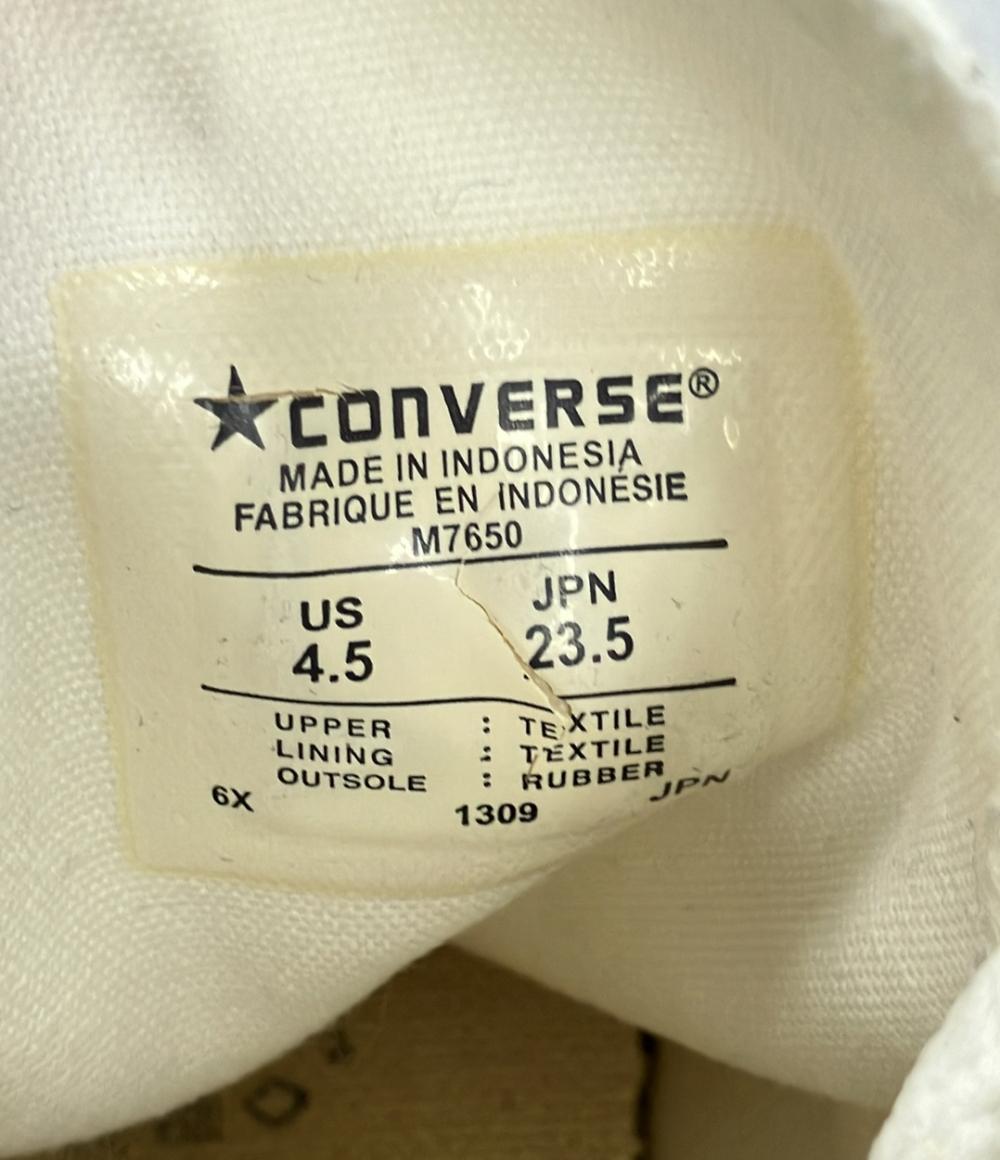 ★CONVERSE®
MADE IN INDONESIA
FABRIQUE EN INDONÉSIE
M7650
US JPN
4.5 23.5
UPPER : TEXTILE
LINING : TEXTILE
OUTSOLE : RUBBER
6X 1309 JPN